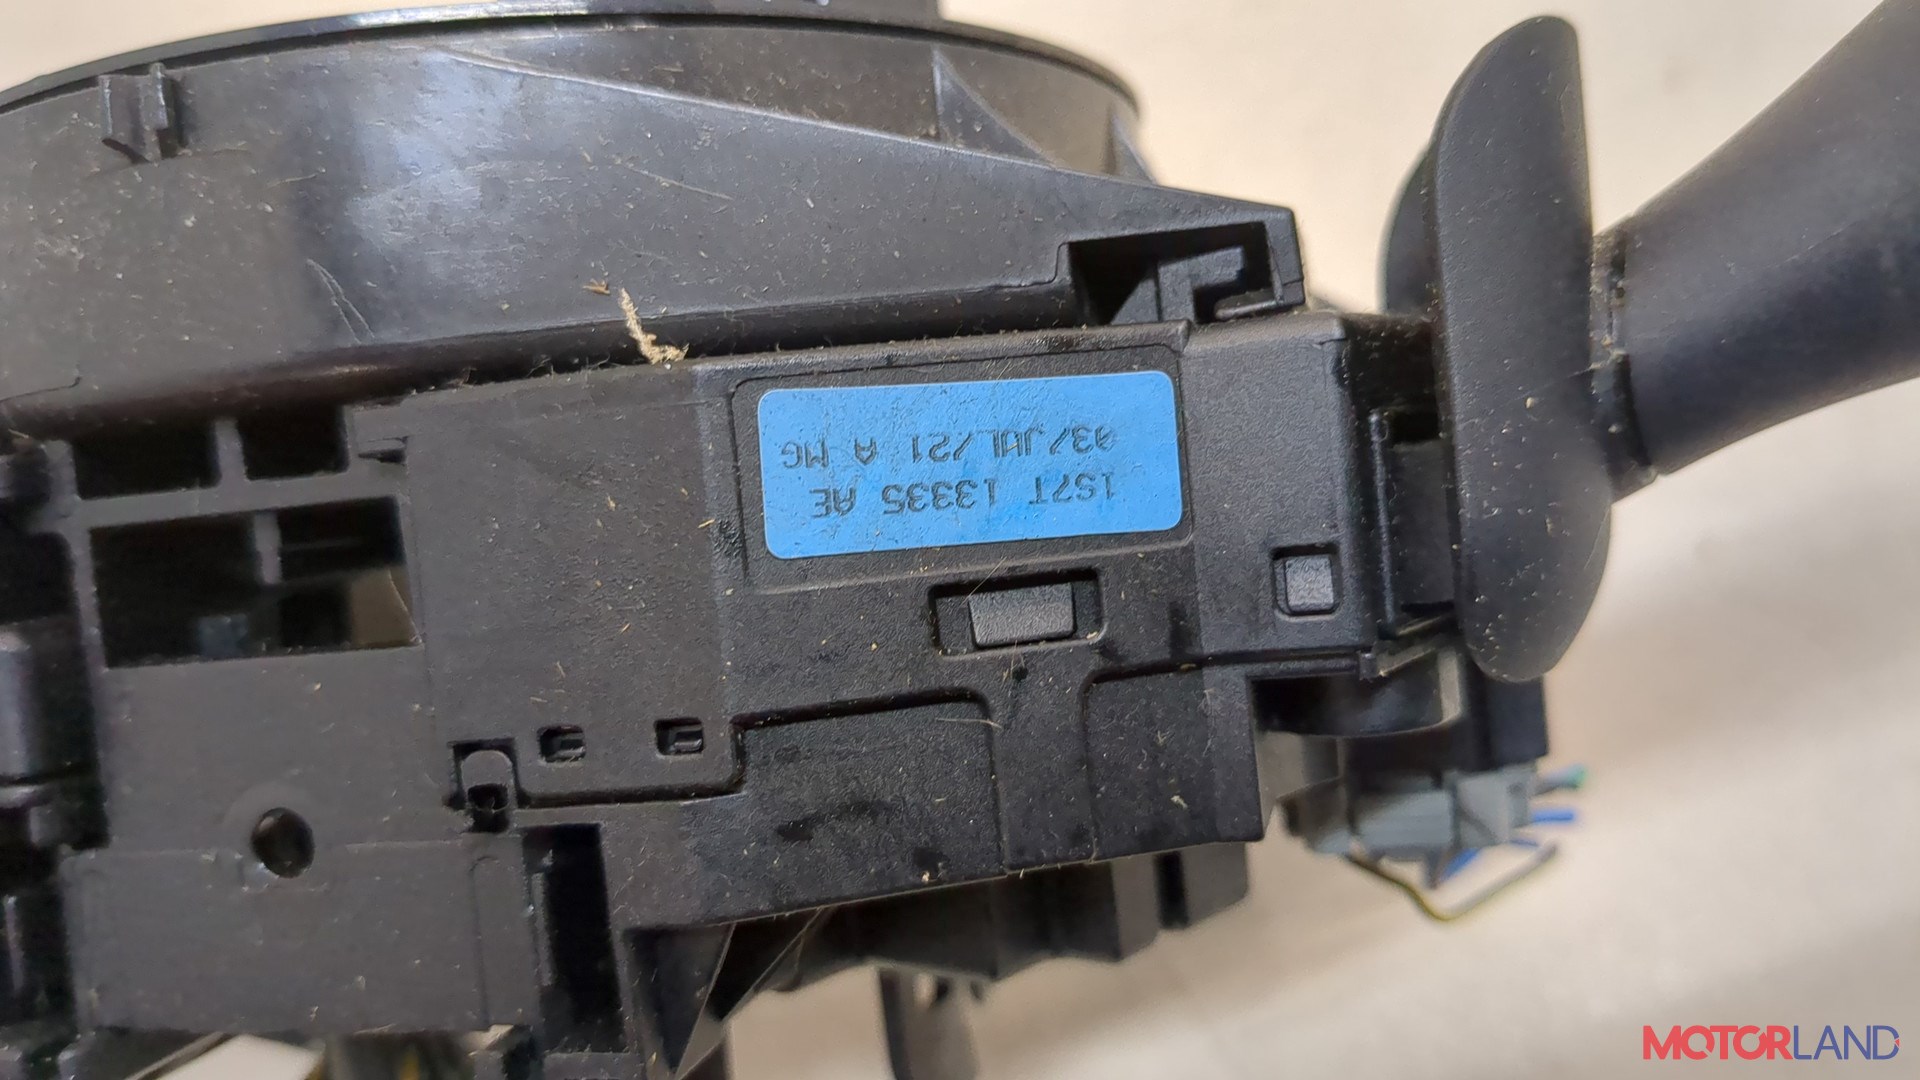 1S7T 13335 AE
03/JUL/21 A MG
MOTORLAND